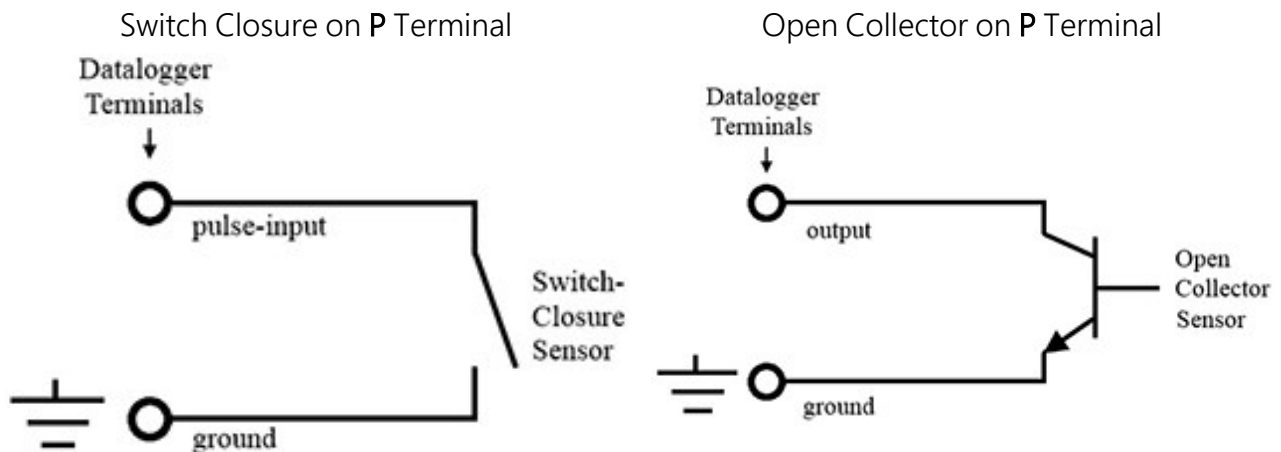 Switch Closure on P Terminal
Datalogger
Terminals
pulse-input
Switch-
Closure
Sensor
ground
Open Collector on P Terminal
Datalogger
Terminals
output
Open
Collector
Sensor
ground